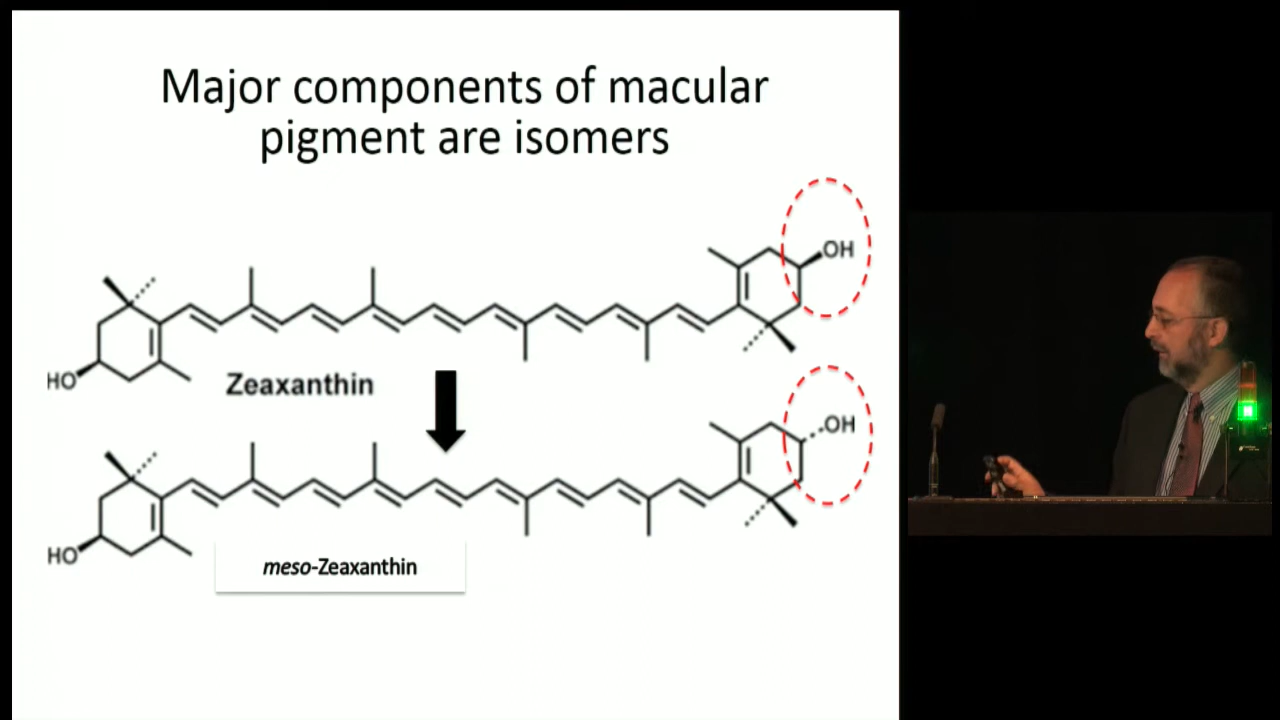 Major components of macular
pigment are isomers
OH
HO
Zeaxanthin
OH
HO
meso-Zeaxanthin